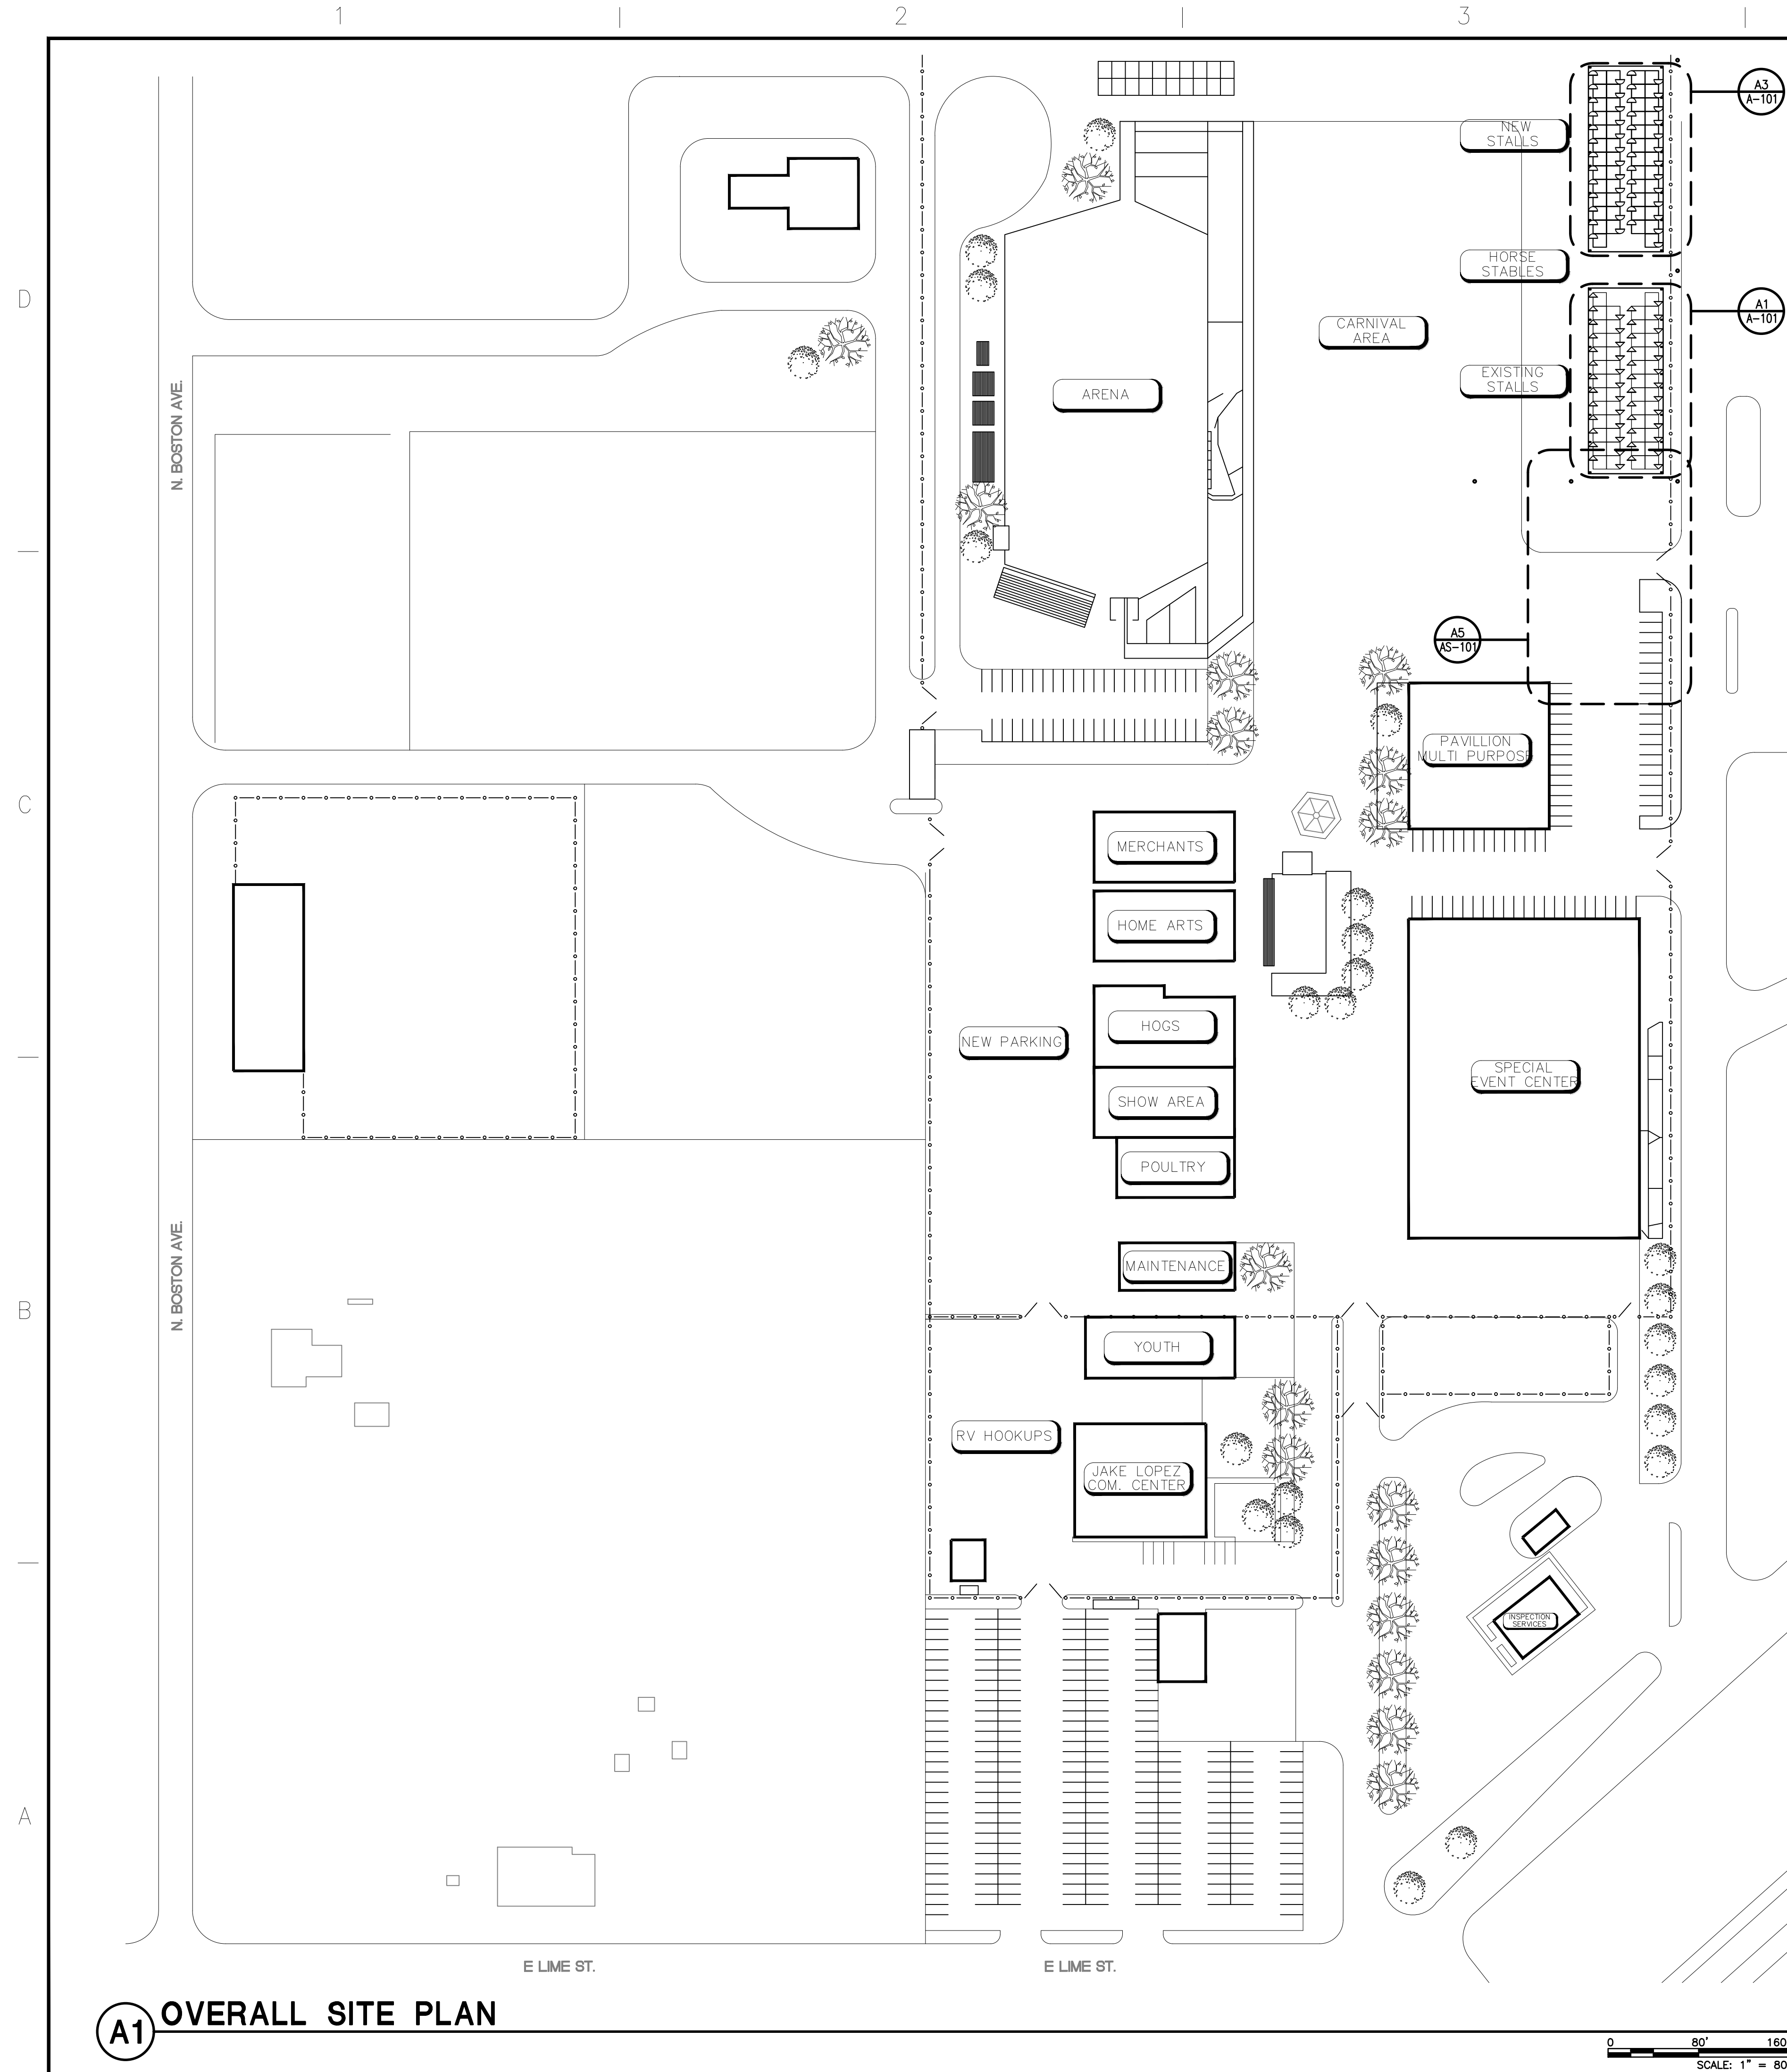 1
2
3
D
C
B
A
A3
A-101
NEW
STALLS
HORSE
STABLES
A1
A-101
CARNIVAL
AREA
EXISTING
STALLS
ARENA
N. BOSTON AVE.
A5
AS-101
PAVILLION
MULTI PURPOSE
MERCHANTS
HOME ARTS
HOGS
NEW PARKING
SPECIAL
EVENT CENTER
SHOW AREA
POULTRY
N. BOSTON AVE.
MAINTENANCE
YOUTH
RV HOOKUPS
JAKE LOPEZ
COM. CENTER
INSPECTION
SERVICES
E LIME ST.
E LIME ST.
A1
OVERALL SITE PLAN
0 80' 160
SCALE: 1" = 80